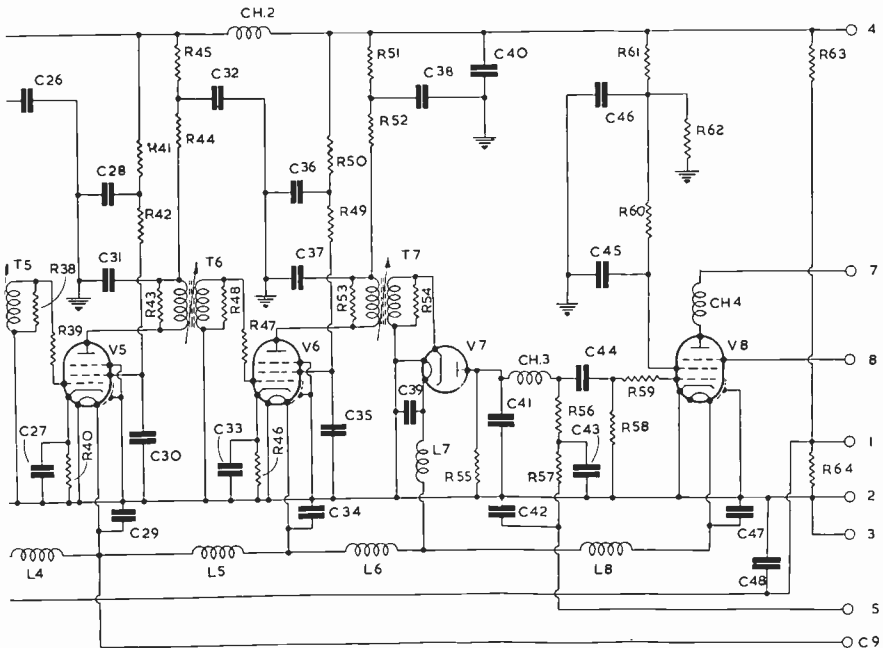 CH.2
4
R45
R51
R61
R63
C40
C26
C32
C38
C46
R62
R41
R44
R52
C28
C36
R50
R42
R49
R60
T5
R38
C31
T6
C37
T7
C45
7
R43
R48
R53
R54
CH4
R39
V5
R47
V6
V7
V8
8
CH.3
C44
R59
C39
C41
R56
R58
C27
R40
C30
C33
R46
C35
L7
R55
R57
C43
1
R64
2
C29
C34
C42
C47
3
L4
L5
L6
L8
C48
5
C9